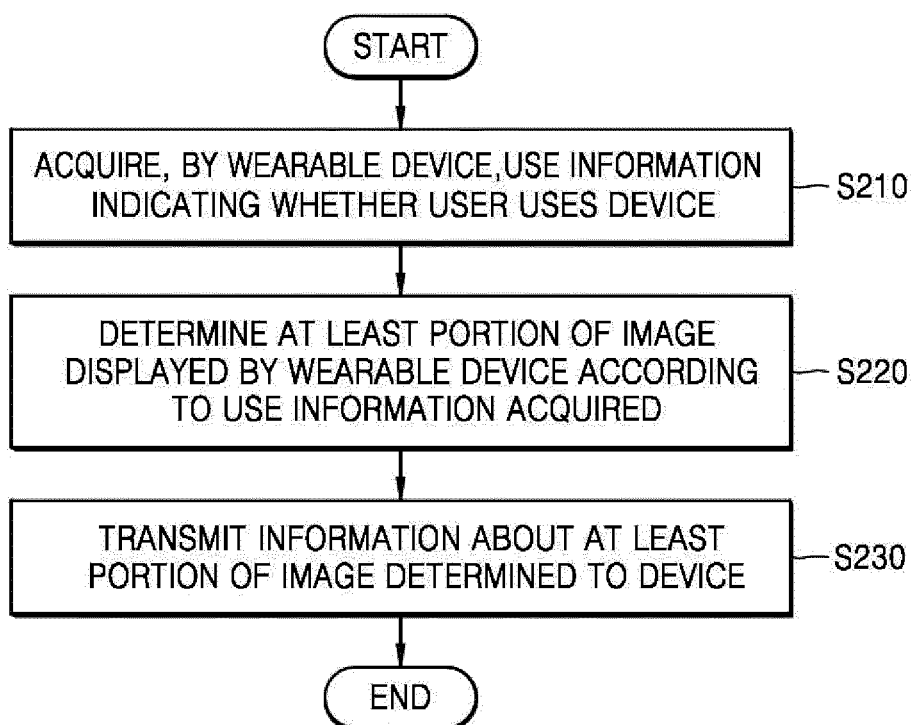 START
ACQUIRE, BY WEARABLE DEVICE,USE INFORMATION
INDICATING WHETHER USER USES DEVICE
S210
DETERMINE AT LEAST PORTION OF IMAGE
DISPLAYED BY WEARABLE DEVICE ACCORDING
TO USE INFORMATION ACQUIRED
S220
TRANSMIT INFORMATION ABOUT AT LEAST
PORTION OF IMAGE DETERMINED TO DEVICE
S230
END